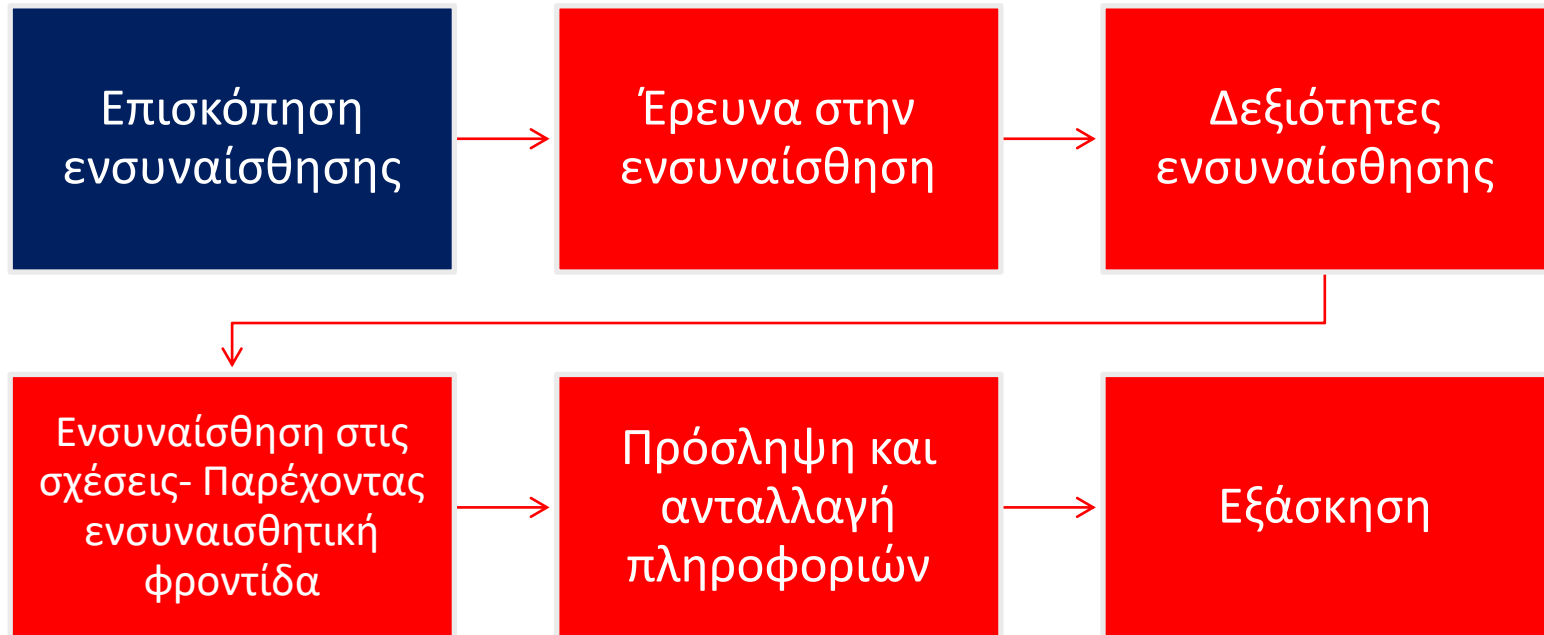 Επισκόπηση
ενσυναίσθησης
Έρευνα στην
ενσυναίσθηση
Δεξιότητες
ενσυναίσθησης
Ενσυναίσθηση στις
σχέσεις- Παρέχοντας
ενσυναισθητική
φροντίδα
Πρόσληψη και
ανταλλαγή
πληροφοριών
Εξάσκηση